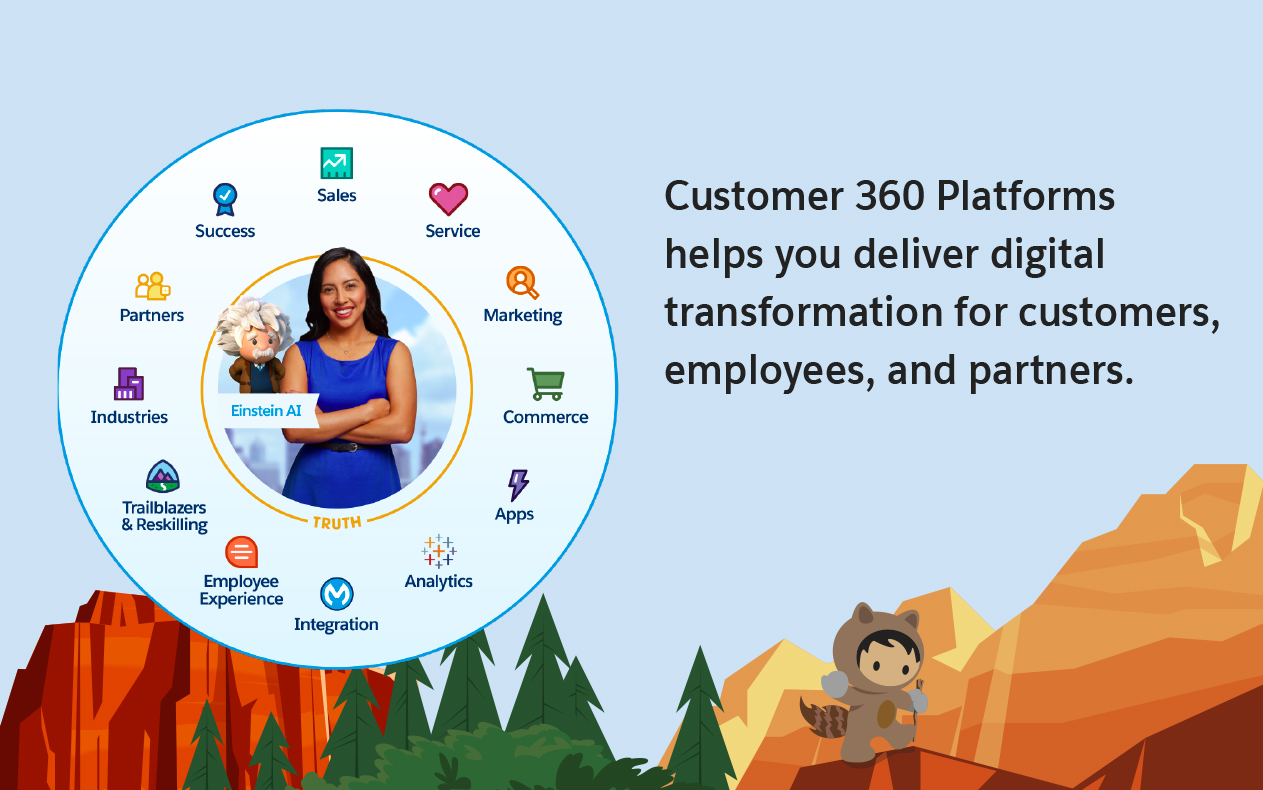 Customer 360 Platforms
helps you deliver digital
transformation for customers,
employees, and partners.
Sales
Service
Marketing
Commerce
Apps
Analytics
Integration
Employee
Experience
Trailblazers
& Reskilling
Industries
Partners
Success
Einstein AI
TRUTH